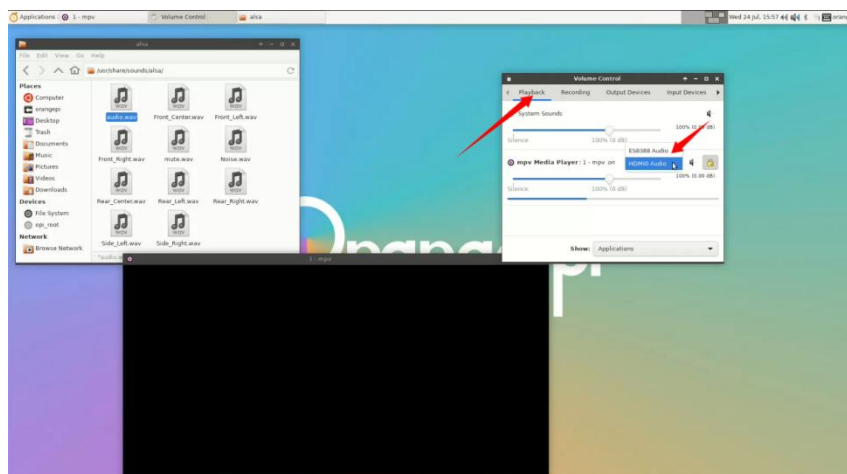 Applications
1 - mpv
Volume Control
alsa
Wed 24 Jul, 15:57
alsa
File Edit View Go Help
/usr/share/sounds/alsa/
Places
Computer
orangepi
Desktop
Trash
Documents
Music
Pictures
Videos
Downloads
Devices
File System
opi_root
Network
Browse Network
audio.wav
Front_Center.wav
Front_Left.wav
Front_Right.wav
mute.wav
Noise.wav
Rear_Center.wav
Rear_Left.wav
Rear_Right.wav
Side_Left.wav
Side_Right.wav
1 - mpv
Volume Control
Playback
Recording
Output Devices
Input Devices
System Sounds
100% (0.00 dB)
Silence
100% (0 dB)
ES8388 Audio
HDMI0 Audio
mpv Media Player: 1 - mpv on
100% (0.00 dB)
Silence
100% (0 dB)
Show: Applications